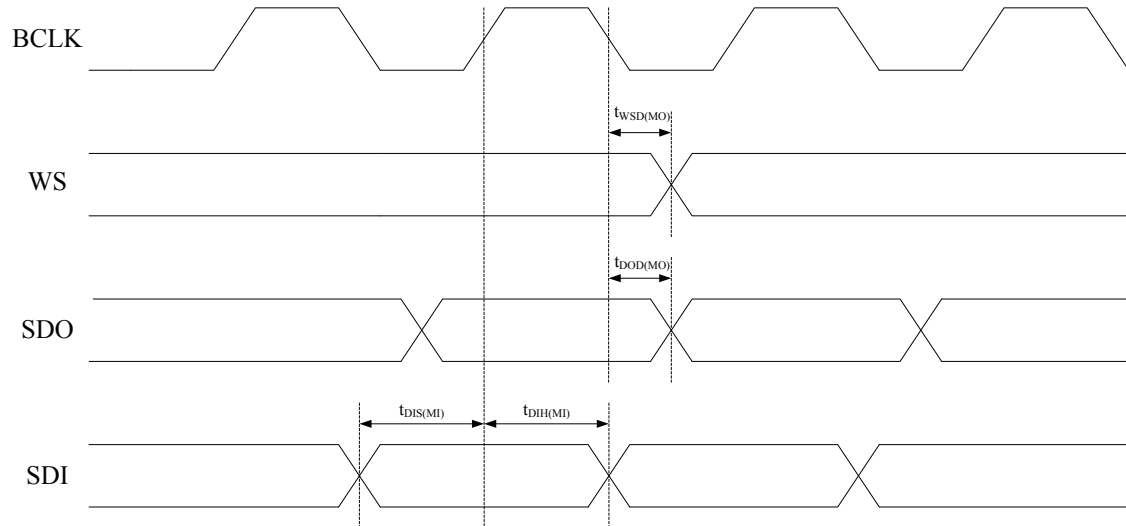 BCLK
tWSD(MO)
WS
tDOD(MO)
SDO
tDIS(MI) tDIH(MI)
SDI